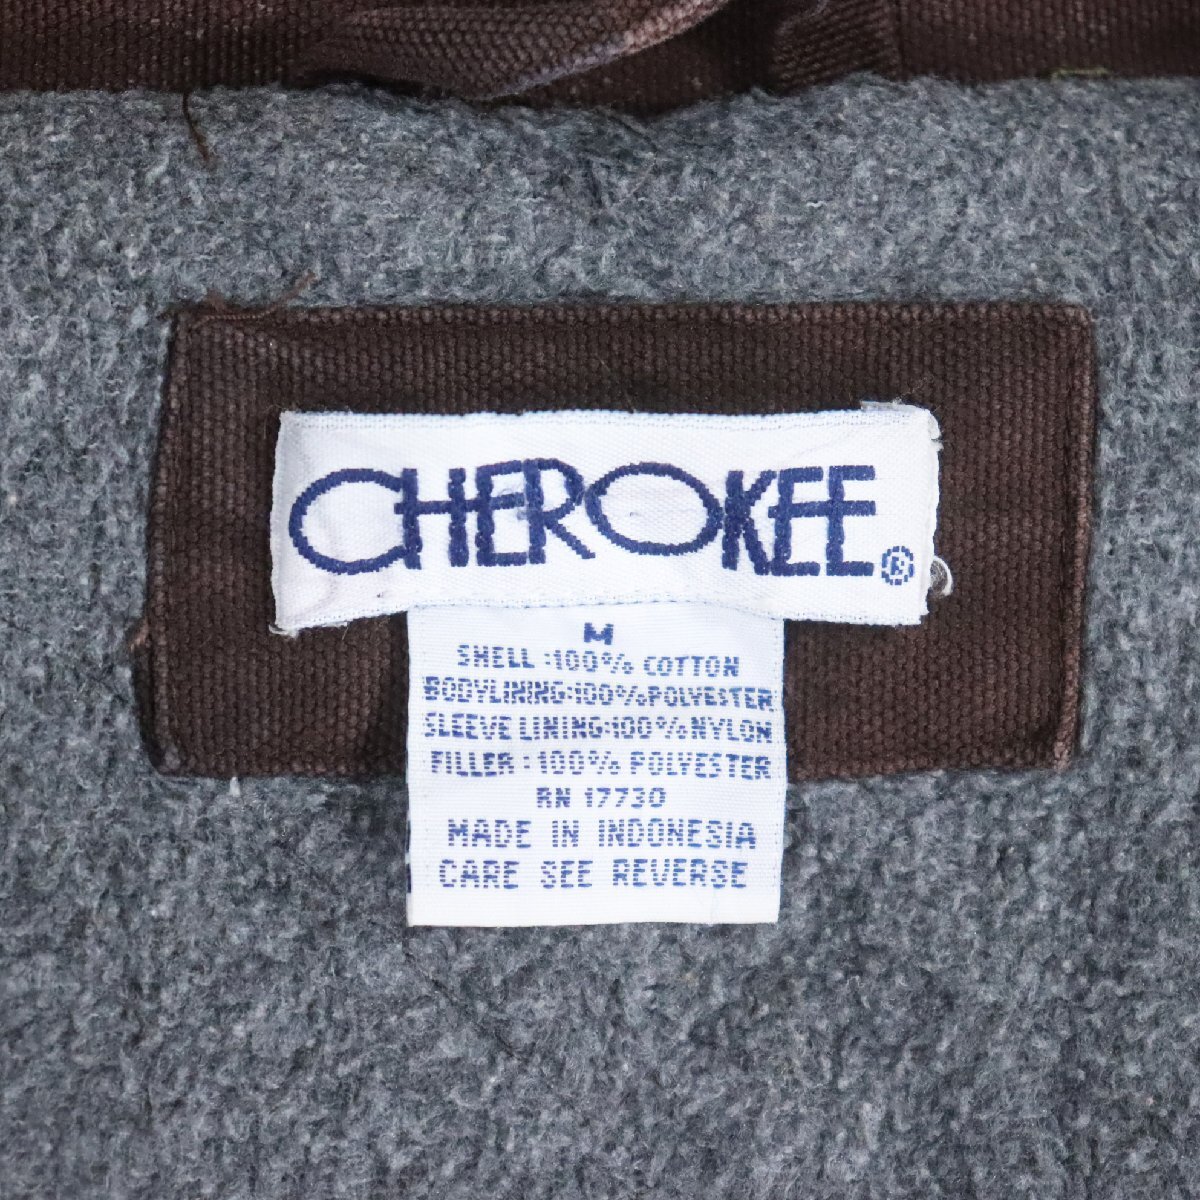 CHEROKEE®
M
SHELL:100% COTTON
BODYLINING:100%POLYESTER
SLEEVE LINING:100%NYLON
FILLER: 100% POLYESTER
RN 17730
MADE IN INDONESIA
CARE SEE REVERSE